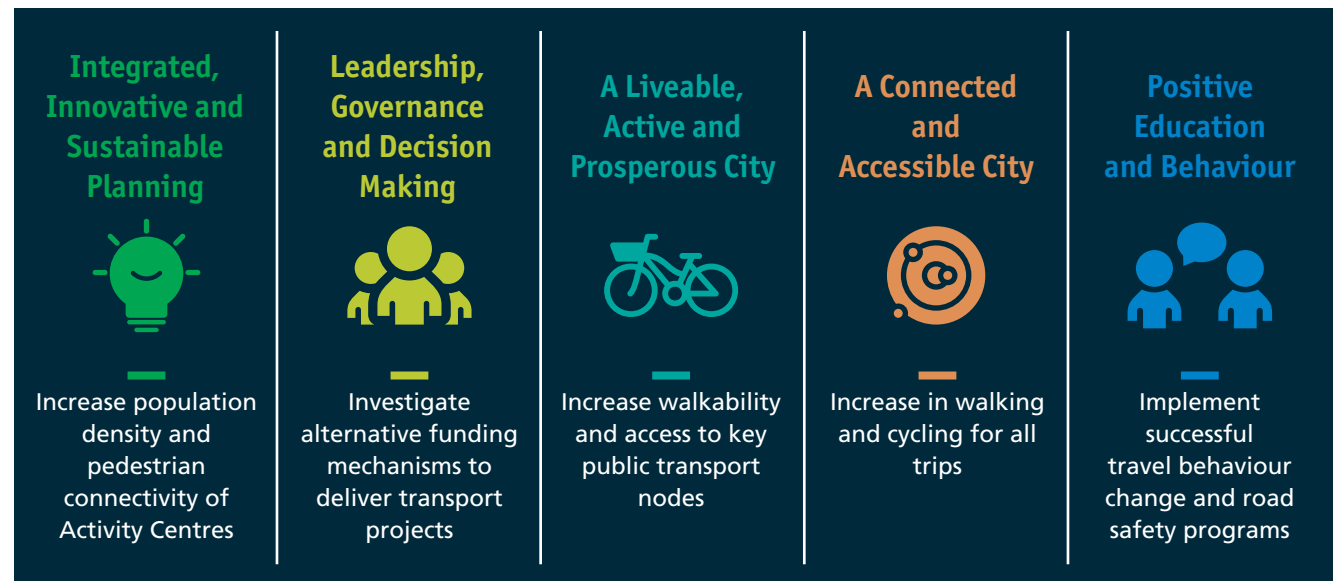 Integrated,
Innovative and
Sustainable
Planning
Increase population
density and
pedestrian
connectivity of
Activity Centres
Leadership,
Governance
and Decision
Making
Investigate
alternative funding
mechanisms to
deliver transport
projects
A Liveable,
Active and
Prosperous City
Increase walkability
and access to key
public transport
nodes
A Connected
and
Accessible City
Increase in walking
and cycling for all
trips
Positive
Education
and Behaviour
Implement
successful
travel behaviour
change and road
safety programs